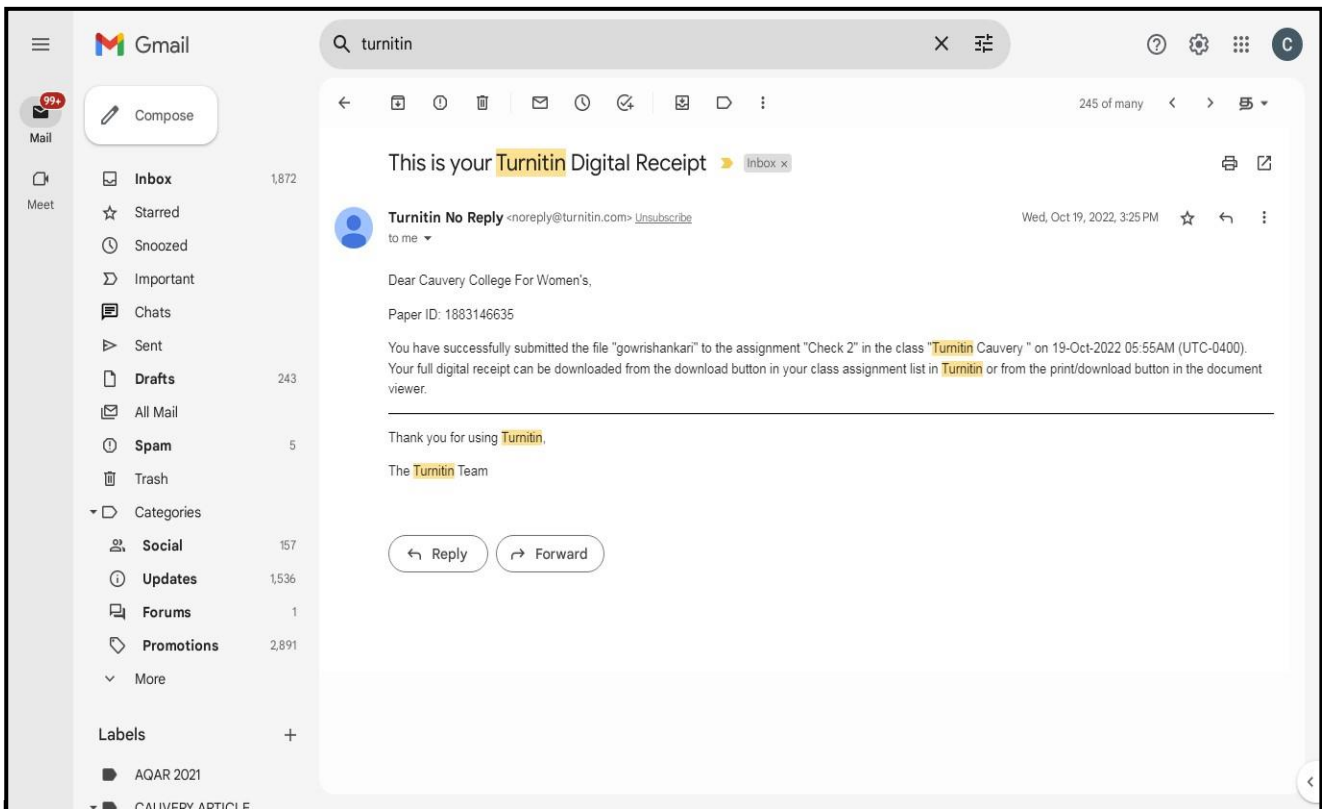 Gmail
turnitin
C
99+
Mail
Meet
Compose
Inbox 1,872
Starred
Snoozed
Important
Chats
Sent
Drafts 243
All Mail
Spam 5
Trash
Categories
Social 157
Updates 1,536
Forums 1
Promotions 2,891
More
Labels +
AQAR 2021
CAUVERY ARTICLE
245 of many
This is your Turnitin Digital Receipt Inbox x
Turnitin No Reply <noreply@turnitin.com> Unsubscribe Wed, Oct 19, 2022, 3:25 PM
to me
Dear Cauvery College For Women's,
Paper ID: 1883146635
You have successfully submitted the file "gowrishankari" to the assignment "Check 2" in the class "Turnitin Cauvery " on 19-Oct-2022 05:55AM (UTC-0400).
Your full digital receipt can be downloaded from the download button in your class assignment list in Turnitin or from the print/download button in the document
viewer.
Thank you for using Turnitin,
The Turnitin Team
Reply Forward